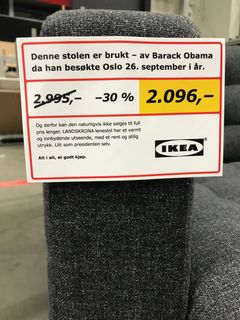 Denne stolen er brukt – av Barack Obama
da han besøkte Oslo 26. september i år.
2.995,– –30 % 2.096,–
Og derfor kan den naturligvis ikke selges til full
pris lenger. LANDSKRONA lenestol har et varmt
og innbydende utseende, med et rent og stilig
uttrykk. Litt som presidenten selv.
Alt i alt, et godt kjøp.
IKEA